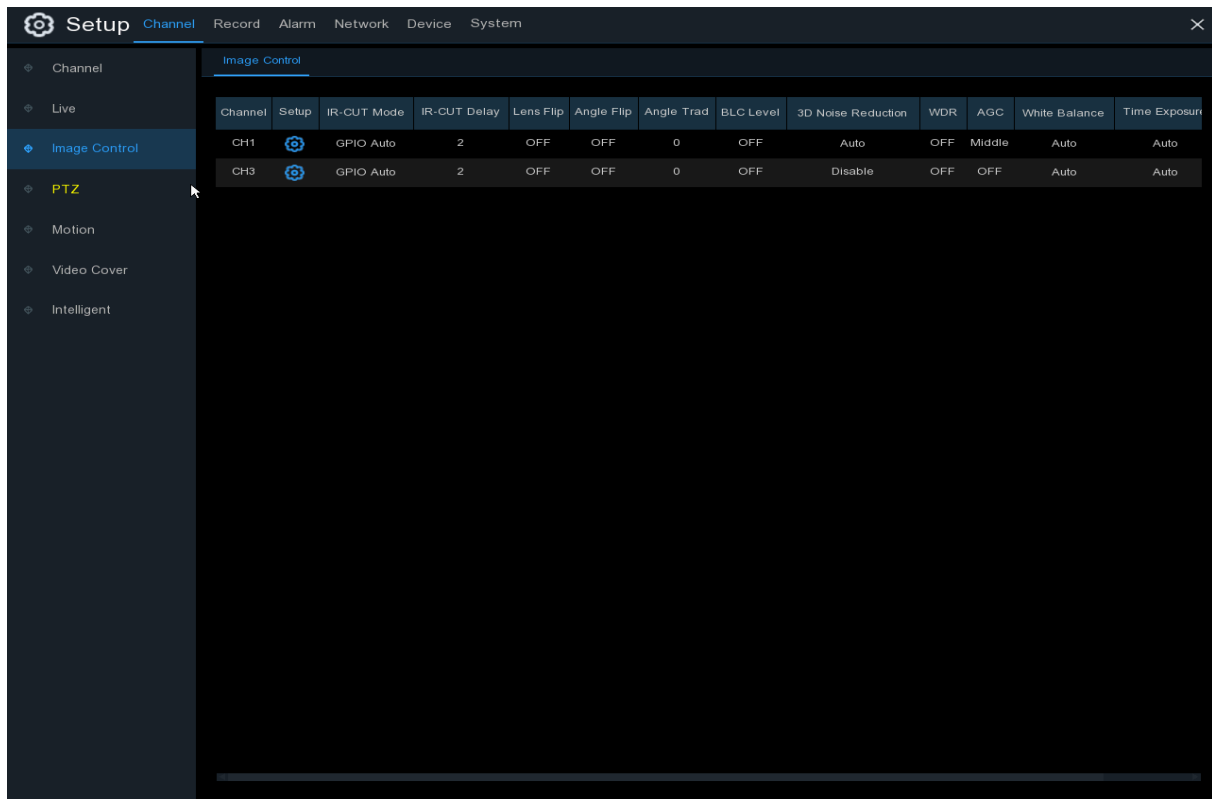 Setup Channel Record Alarm Network Device System
Channel
Live
Image Control
PTZ
Motion
Video Cover
Intelligent
Image Control
Channel Setup IR-CUT Mode IR-CUT Delay Lens Flip Angle Flip Angle Trad BLC Level 3D Noise Reduction WDR AGC White Balance Time Exposure
CH1 GPIO Auto 2 OFF OFF 0 OFF Auto OFF Middle Auto Auto
CH3 GPIO Auto 2 OFF OFF 0 OFF Disable OFF OFF Auto Auto